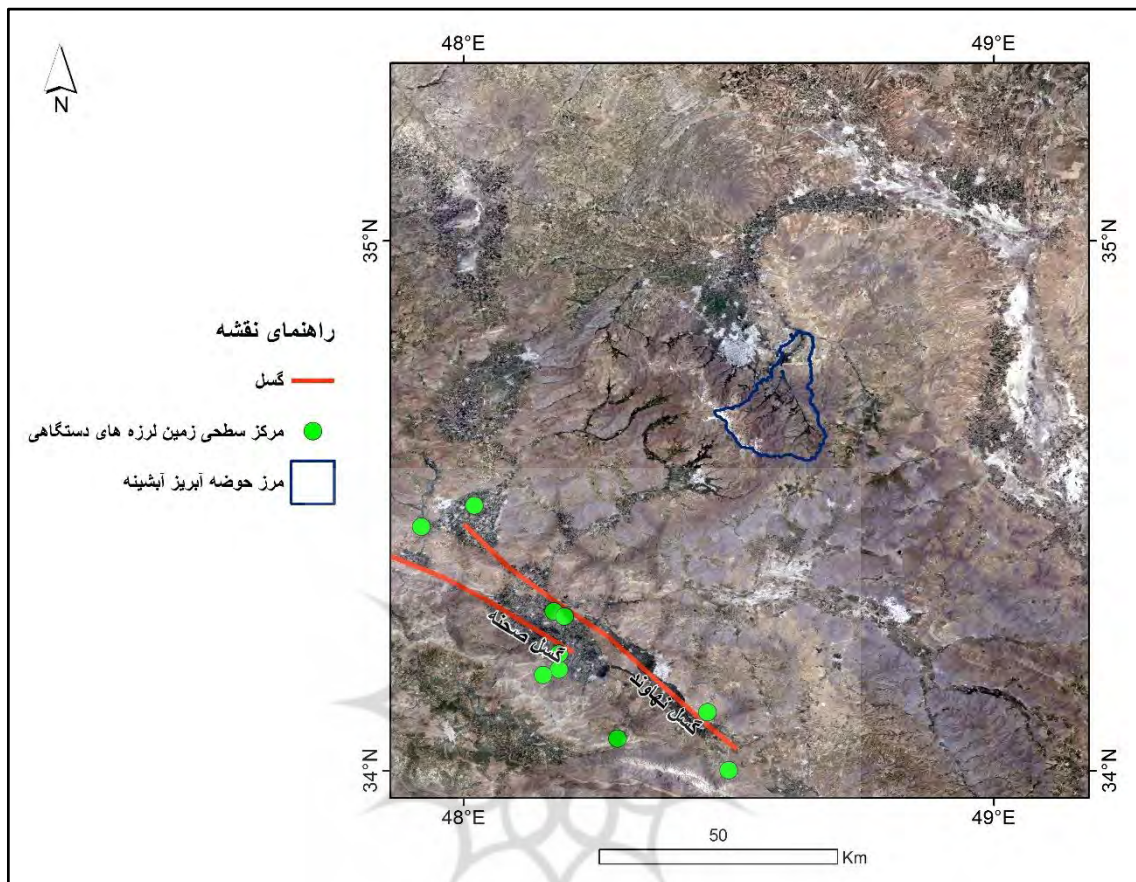 48°E
49°E
N
35°N
35°N
راهنمای نقشه
گسل
مرکز سطحی زمین لرزه های دستگاهی
مرز حوضه آبریز آبشینه
گسل صحنه
گسل نهاوند
34°N
34°N
48°E
49°E
50
Km